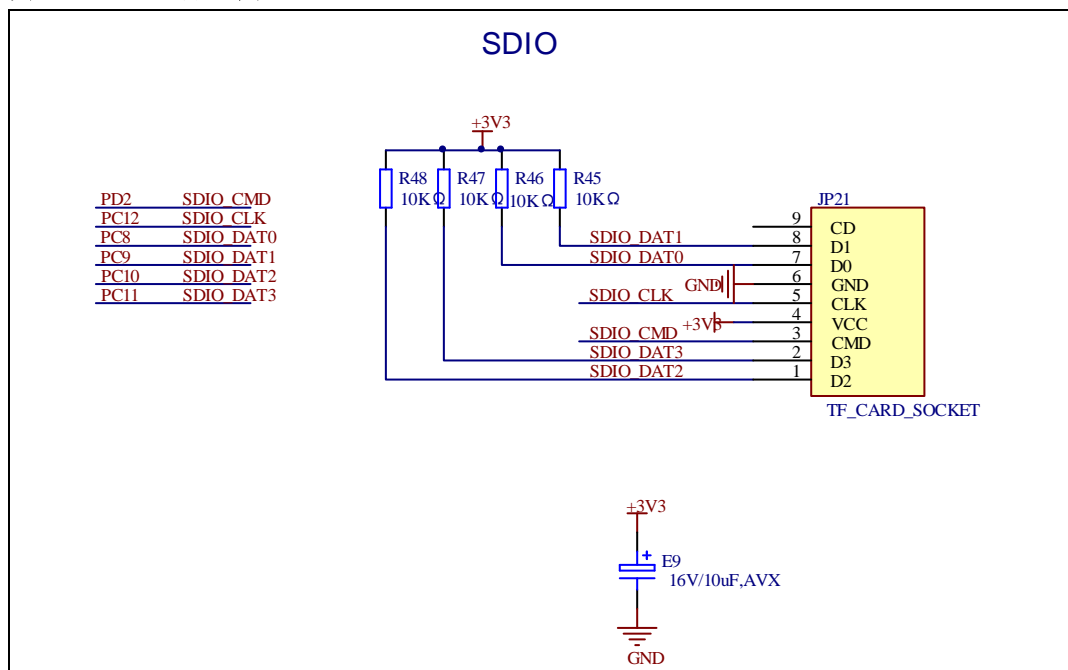 SDIO
+3V3
R48 R47 R46 R45
10KΩ 10KΩ 10KΩ 10KΩ
PD2 SDIO_CMD
PC12 SDIO_CLK
PC8 SDIO_DAT0
PC9 SDIO_DAT1
PC10 SDIO_DAT2
PC11 SDIO_DAT3
JP21
9 CD
SDIO_DAT1 8 D1
SDIO_DAT0 7 D0
GND 6 GND
SDIO_CLK 5 CLK
+3V3 4 VCC
SDIO_CMD 3 CMD
SDIO_DAT3 2 D3
SDIO_DAT2 1 D2
TF_CARD_SOCKET
+3V3
+
E9
16V/10uF,AVX
GND